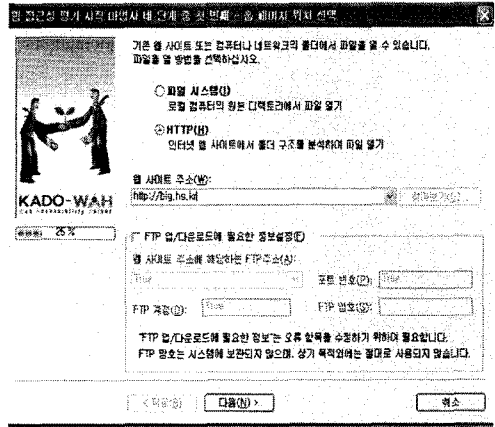 웹 접근성 평가 시작 마법사 네 단계 중 첫 번째 - 홈 페이지 위치 선택
기존 웹 사이트 또는 컴퓨터나 네트워크의 폴더에서 파일을 열 수 있습니다.
파일을 열 방법을 선택하십시오.
파일 시스템(I)
로컬 컴퓨터의 원본 디렉토리에서 파일 열기
HTTP(H)
인터넷 웹 사이트에서 폴더 구조를 분석하여 파일 열기
웹 사이트 주소(W):
http://big.hs.kr
찾아보기
KADO-WAH
25 %
FTP 업/다운로드에 필요한 정보설정(F)
웹 사이트 주소에 해당하는 FTP주소(A):
True
포트 번호(P): True
FTP 계정(D): True
FTP 암호(S):
"FTP 업/다운로드에 필요한 정보"는 오류 항목을 수정하기 위하여 필요합니다.
FTP 암호는 시스템에 보관되지 않으며, 상기 목적외에는 절대로 사용되지 않습니다.
< 뒤로(B)
다음(N) >
취소